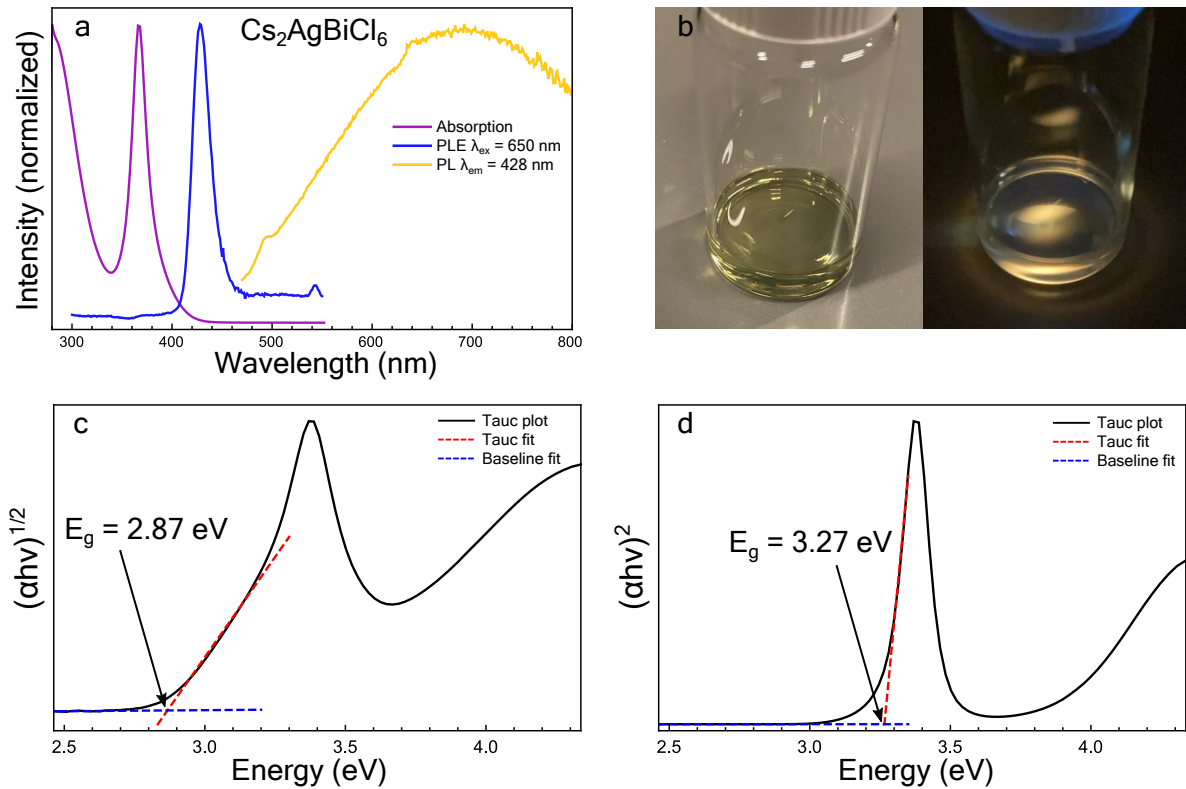 a
Cs₂AgBiCl₆
Intensity (normalized)
Absorption
PLE λₑₓ = 650 nm
PL λₑₘ = 428 nm
300 400 500 600 700 800
Wavelength (nm)
b
c
Tauc plot
Tauc fit
Baseline fit
E_g = 2.87 eV
(αhν)^1/2
2.5 3.0 3.5 4.0
Energy (eV)
d
Tauc plot
Tauc fit
Baseline fit
E_g = 3.27 eV
(αhν)²
2.5 3.0 3.5 4.0
Energy (eV)